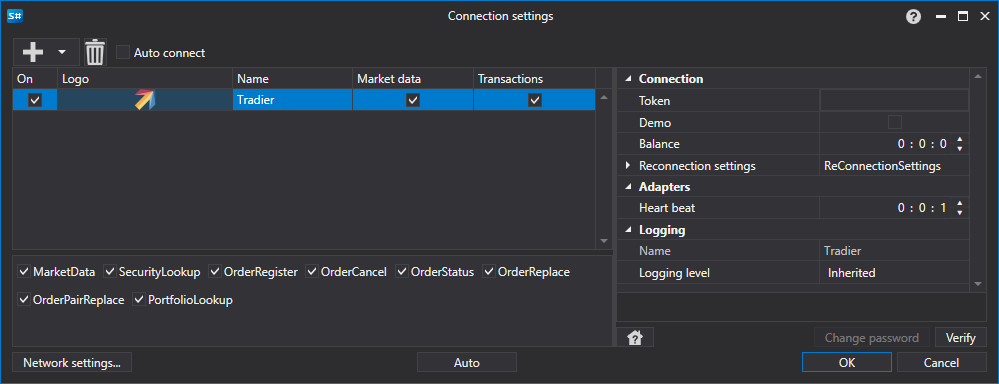 S#
Connection settings
?
Auto connect
On Logo Name Market data Transactions
Tradier
MarketData SecurityLookup OrderRegister OrderCancel OrderStatus OrderReplace
OrderPairReplace PortfolioLookup
Connection
Token
Demo
Balance 0 : 0 : 0
Reconnection settings ReConnectionSettings
Adapters
Heart beat 0 : 0 : 1
Logging
Name Tradier
Logging level Inherited
Change password Verify
Network settings... Auto OK Cancel